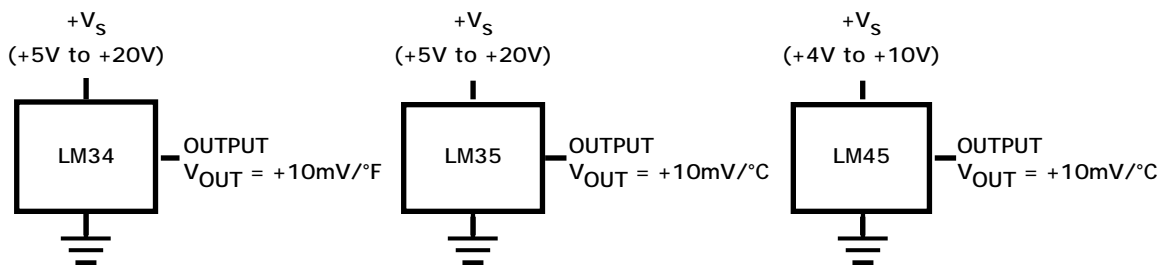 +VS
(+5V to +20V)
LM34
OUTPUT
VOUT = +10mV/°F
+VS
(+5V to +20V)
LM35
OUTPUT
VOUT = +10mV/°C
+VS
(+4V to +10V)
LM45
OUTPUT
VOUT = +10mV/°C